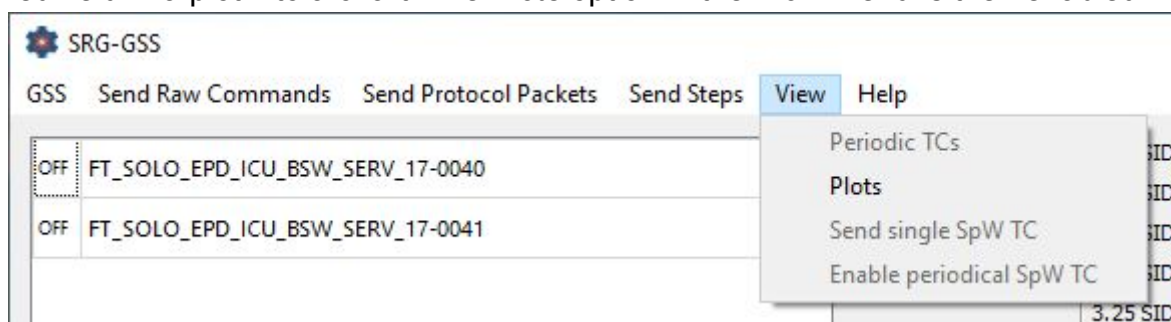 SRG-GSS
GSS Send Raw Commands Send Protocol Packets Send Steps View Help
Periodic TCs
OFF FT_SOLO_EPD_ICU_BSW_SERV_17-0040
Plots
OFF FT_SOLO_EPD_ICU_BSW_SERV_17-0041
Send single SpW TC
Enable periodical SpW TC
3.25 SID